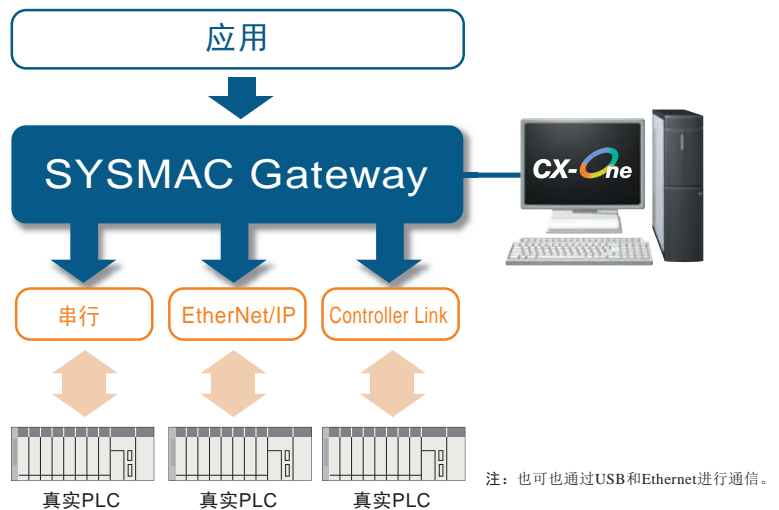 应用
SYSMAC Gateway
CX-One
串行
EtherNet/IP
Controller Link
真实PLC
真实PLC
真实PLC
注：也可也通过USB和Ethernet进行通信。